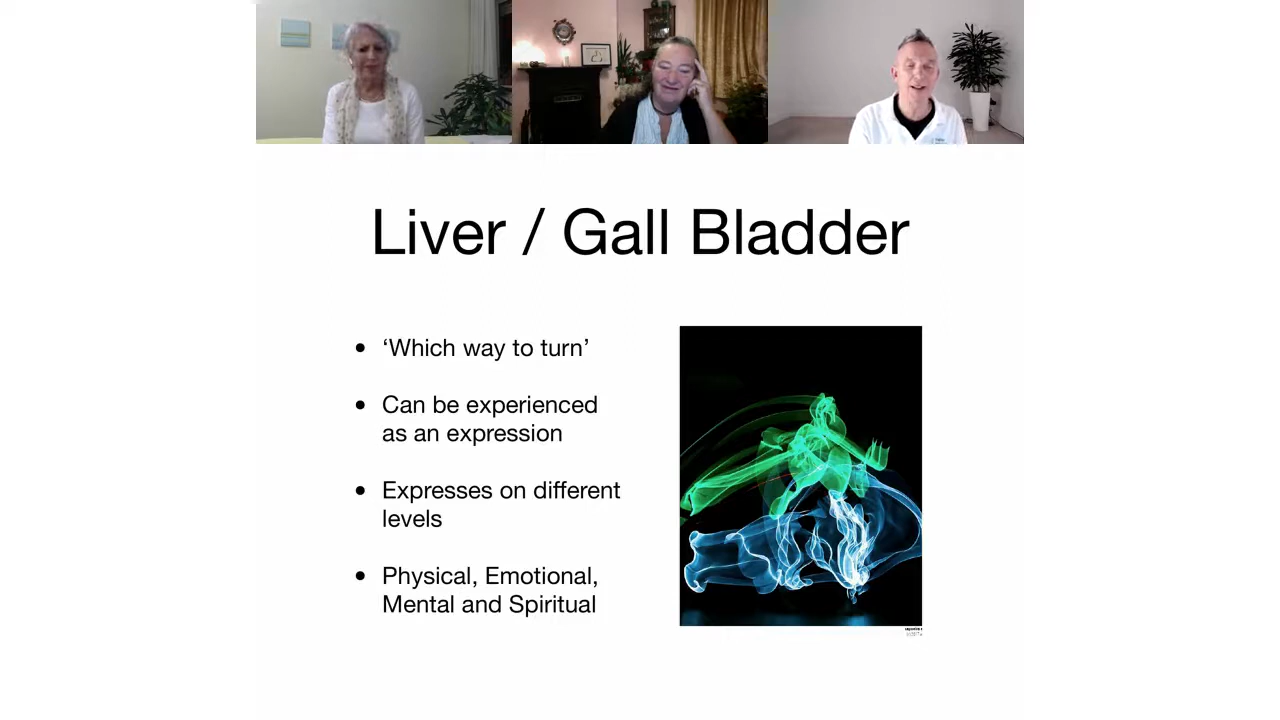 Liver / Gall Bladder
• ‘Which way to turn’
• Can be experienced
as an expression
• Expresses on different
levels
• Physical, Emotional,
Mental and Spiritual